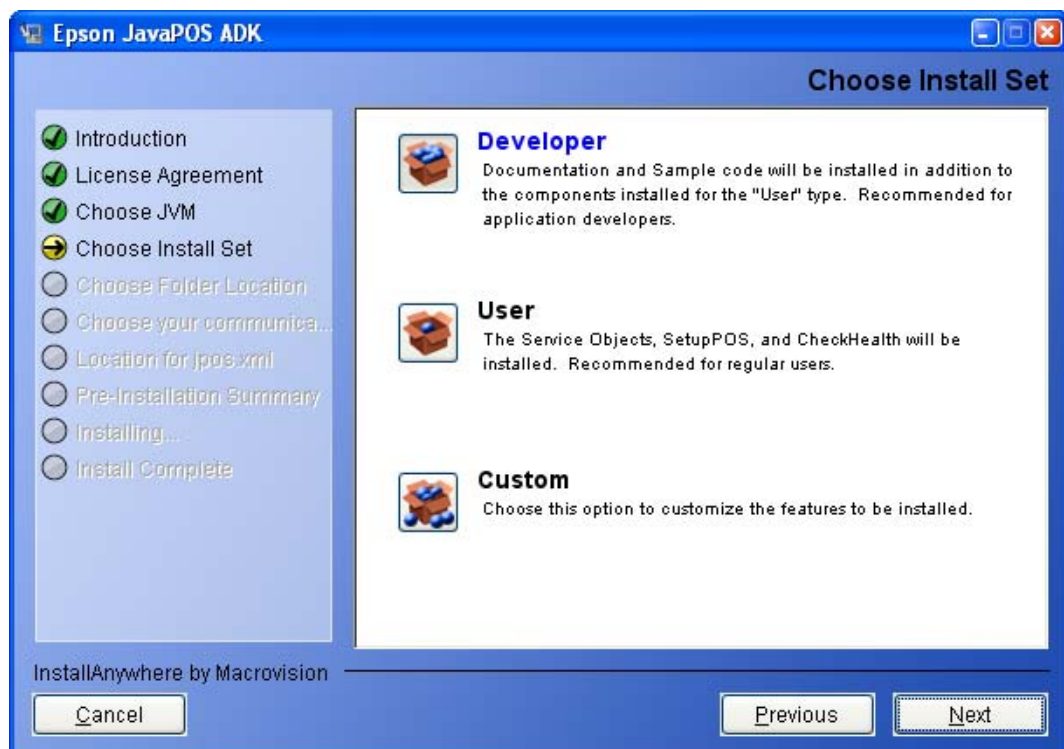 Epson JavaPOS ADK
Choose Install Set
Introduction
License Agreement
Choose JVM
Choose Install Set
Choose Folder Location
Choose your communica...
Location for jpos.xml
Pre-Installation Summary
Installing...
Install Complete
Developer
Documentation and Sample code will be installed in addition to
the components installed for the "User" type. Recommended for
application developers.
User
The Service Objects, SetupPOS, and CheckHealth will be
installed. Recommended for regular users.
Custom
Choose this option to customize the features to be installed.
InstallAnywhere by Macrovision
Cancel
Previous
Next